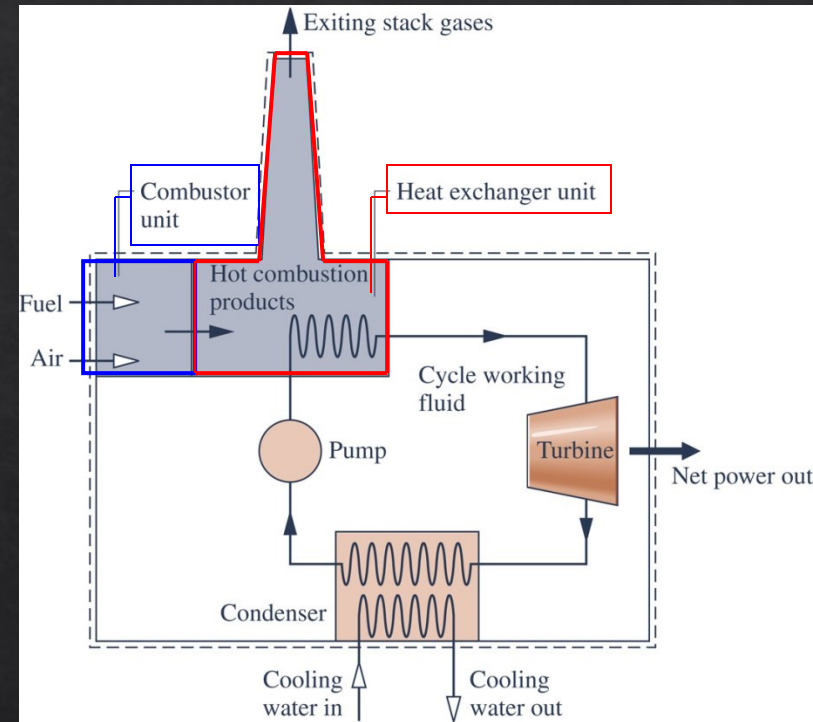 Exiting stack gases
Combustor
unit
Heat exchanger unit
Hot combustion
products
Fuel
Air
Cycle working
fluid
Pump
Turbine
Net power out
Condenser
Cooling
water in
Cooling
water out